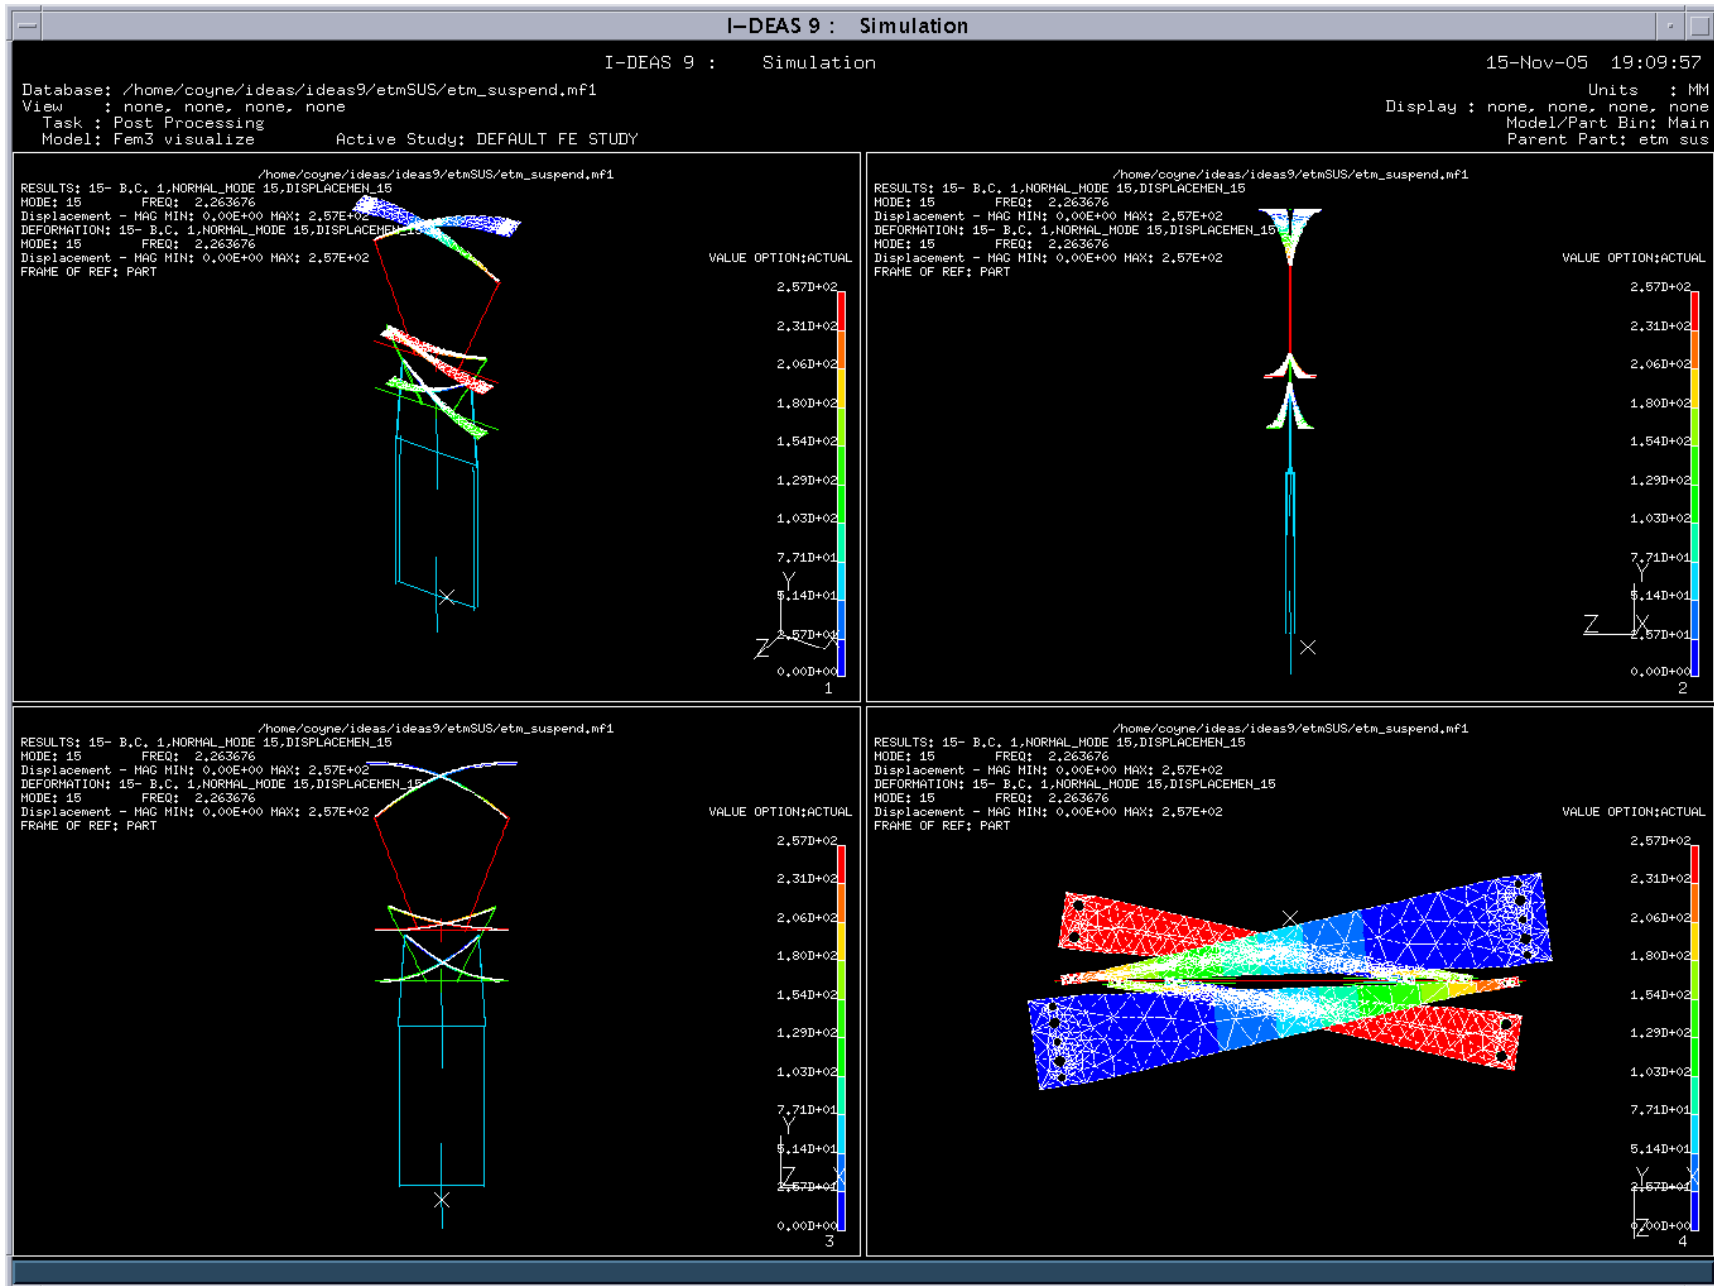 I-DEAS 9 :   Simulation
I-DEAS 9 :    Simulation    15-Nov-05  19:09:57
Database: /home/coyne/ideas/ideas9/etmSUS/etm_suspend.mf1    Units   : MM
View    : none, none, none, none    Display : none, none, none, none
Task : Post Processing    Model/Part Bin: Main
Model: Fem3 visualize    Active Study: DEFAULT FE STUDY    Parent Part: etm sus
/home/coyne/ideas/ideas9/etmSUS/etm_suspend.mf1
RESULTS: 15- B.C. 1,NORMAL_MODE 15,DISPLACEMEN_15
MODE: 15    FREQ:  2.263676
Displacement - MAG MIN: 0.00E+00 MAX: 2.57E+02
DEFORMATION: 15- B.C. 1,NORMAL_MODE 15,DISPLACEMEN_15
MODE: 15    FREQ:  2.263676
Displacement - MAG MIN: 0.00E+00 MAX: 2.57E+02
FRAME OF REF: PART
VALUE OPTION:ACTUAL
2.57D+02
2.31D+02
2.06D+02
1.80D+02
1.54D+02
1.29D+02
1.03D+02
7.71D+01
5.14D+01
2.57D+01
0.00D+00
Y
Z
X
X
1
/home/coyne/ideas/ideas9/etmSUS/etm_suspend.mf1
RESULTS: 15- B.C. 1,NORMAL_MODE 15,DISPLACEMEN_15
MODE: 15    FREQ:  2.263676
Displacement - MAG MIN: 0.00E+00 MAX: 2.57E+02
DEFORMATION: 15- B.C. 1,NORMAL_MODE 15,DISPLACEMEN_15
MODE: 15    FREQ:  2.263676
Displacement - MAG MIN: 0.00E+00 MAX: 2.57E+02
FRAME OF REF: PART
VALUE OPTION:ACTUAL
2.57D+02
2.31D+02
2.06D+02
1.80D+02
1.54D+02
1.29D+02
1.03D+02
7.71D+01
5.14D+01
2.57D+01
0.00D+00
Y
Z
X
X
2
/home/coyne/ideas/ideas9/etmSUS/etm_suspend.mf1
RESULTS: 15- B.C. 1,NORMAL_MODE 15,DISPLACEMEN_15
MODE: 15    FREQ:  2.263676
Displacement - MAG MIN: 0.00E+00 MAX: 2.57E+02
DEFORMATION: 15- B.C. 1,NORMAL_MODE 15,DISPLACEMEN_15
MODE: 15    FREQ:  2.263676
Displacement - MAG MIN: 0.00E+00 MAX: 2.57E+02
FRAME OF REF: PART
VALUE OPTION:ACTUAL
2.57D+02
2.31D+02
2.06D+02
1.80D+02
1.54D+02
1.29D+02
1.03D+02
7.71D+01
5.14D+01
2.57D+01
0.00D+00
Y
Z
X
X
3
/home/coyne/ideas/ideas9/etmSUS/etm_suspend.mf1
RESULTS: 15- B.C. 1,NORMAL_MODE 15,DISPLACEMEN_15
MODE: 15    FREQ:  2.263676
Displacement - MAG MIN: 0.00E+00 MAX: 2.57E+02
DEFORMATION: 15- B.C. 1,NORMAL_MODE 15,DISPLACEMEN_15
MODE: 15    FREQ:  2.263676
Displacement - MAG MIN: 0.00E+00 MAX: 2.57E+02
FRAME OF REF: PART
VALUE OPTION:ACTUAL
2.57D+02
2.31D+02
2.06D+02
1.80D+02
1.54D+02
1.29D+02
1.03D+02
7.71D+01
5.14D+01
2.57D+01
0.00D+00
X
Y
X
Z
4